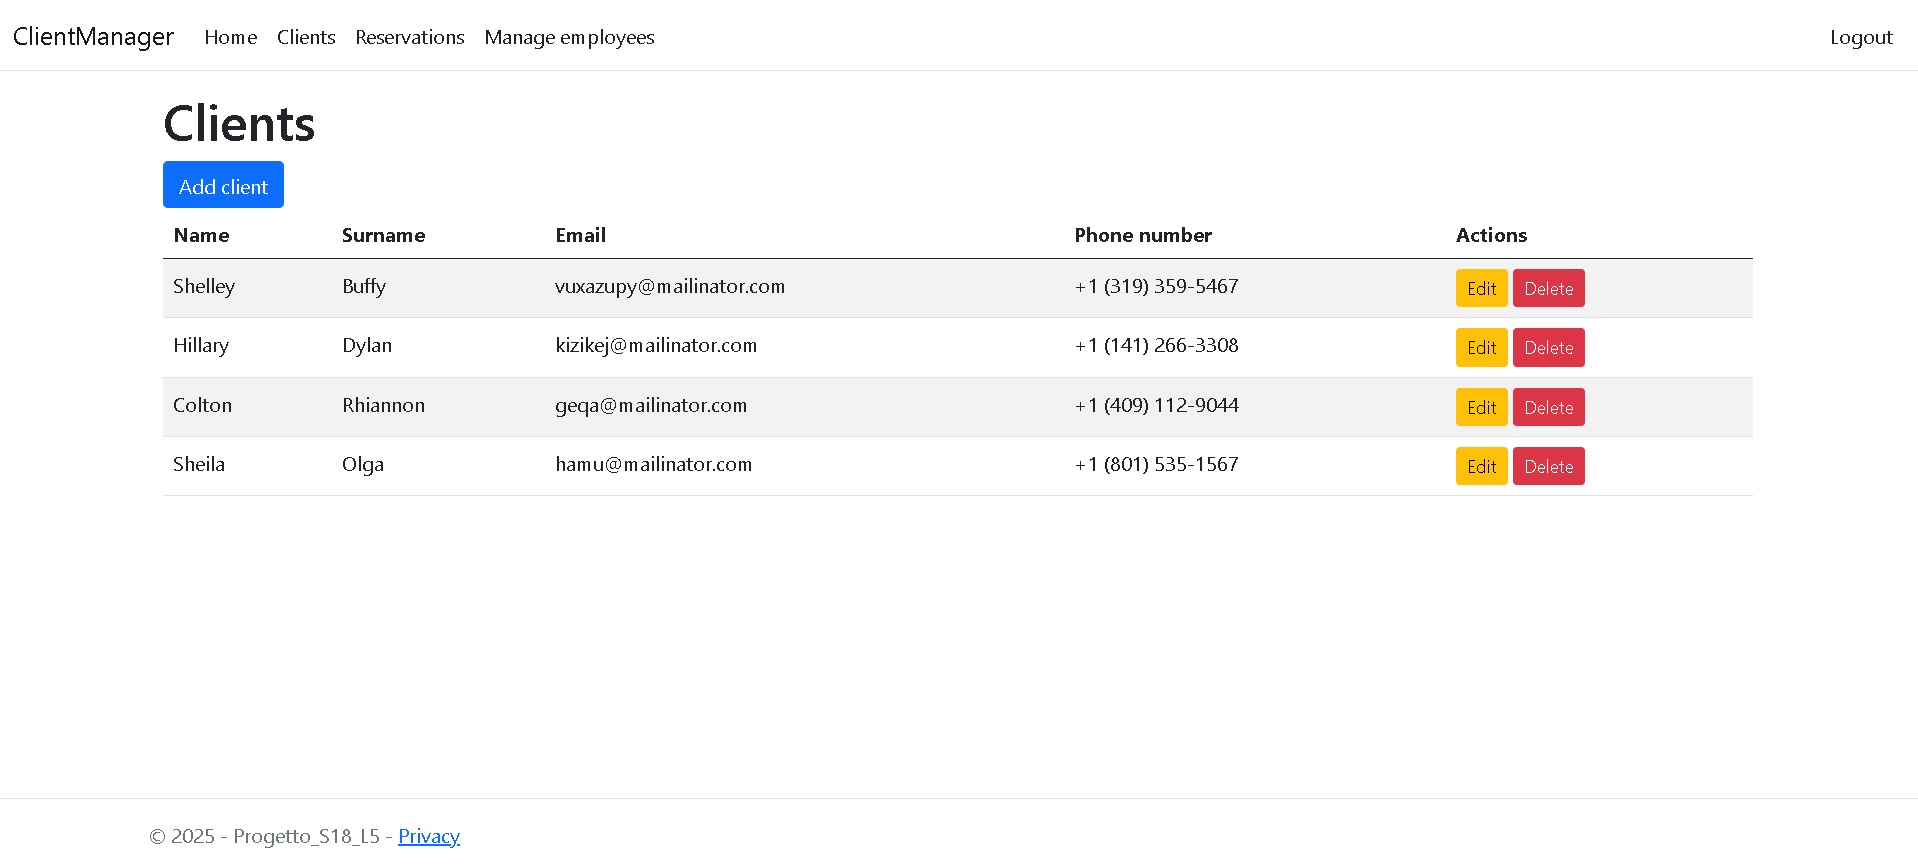 ClientManager Home Clients Reservations Manage employees Logout
Clients
Add client
Name Surname Email Phone number Actions
Shelley Buffy vuxazupy@mailinator.com +1 (319) 359-5467 Edit Delete
Hillary Dylan kizikej@mailinator.com +1 (141) 266-3308 Edit Delete
Colton Rhiannon geqa@mailinator.com +1 (409) 112-9044 Edit Delete
Sheila Olga hamu@mailinator.com +1 (801) 535-1567 Edit Delete
© 2025 - Progetto_S18_L5 - Privacy